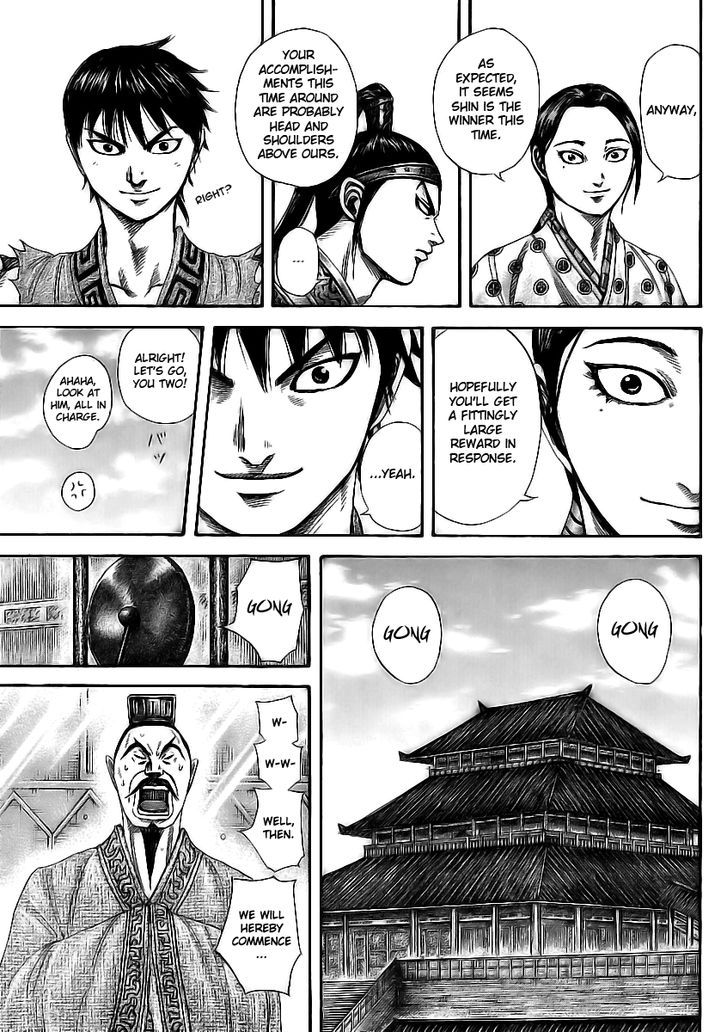 ANYWAY,
AS
EXPECTED,
IT SEEMS
SHIN IS THE
WINNER THIS
TIME.
YOUR
ACCOMPLISH-
MENTS THIS
TIME AROUND
ARE PROBABLY
HEAD AND
SHOULDERS
ABOVE OURS.
...
RIGHT?
HOPEFULLY
YOU'LL GET
A FITTINGLY
LARGE
REWARD IN
RESPONSE.
...YEAH.
ALRIGHT!
LET'S GO,
YOU TWO!
AHAHA,
LOOK AT
HIM, ALL IN
CHARGE.
GONG
GONG
GONG
W-
W-W-
WELL,
THEN.
WE WILL
HEREBY
COMMENCE
...